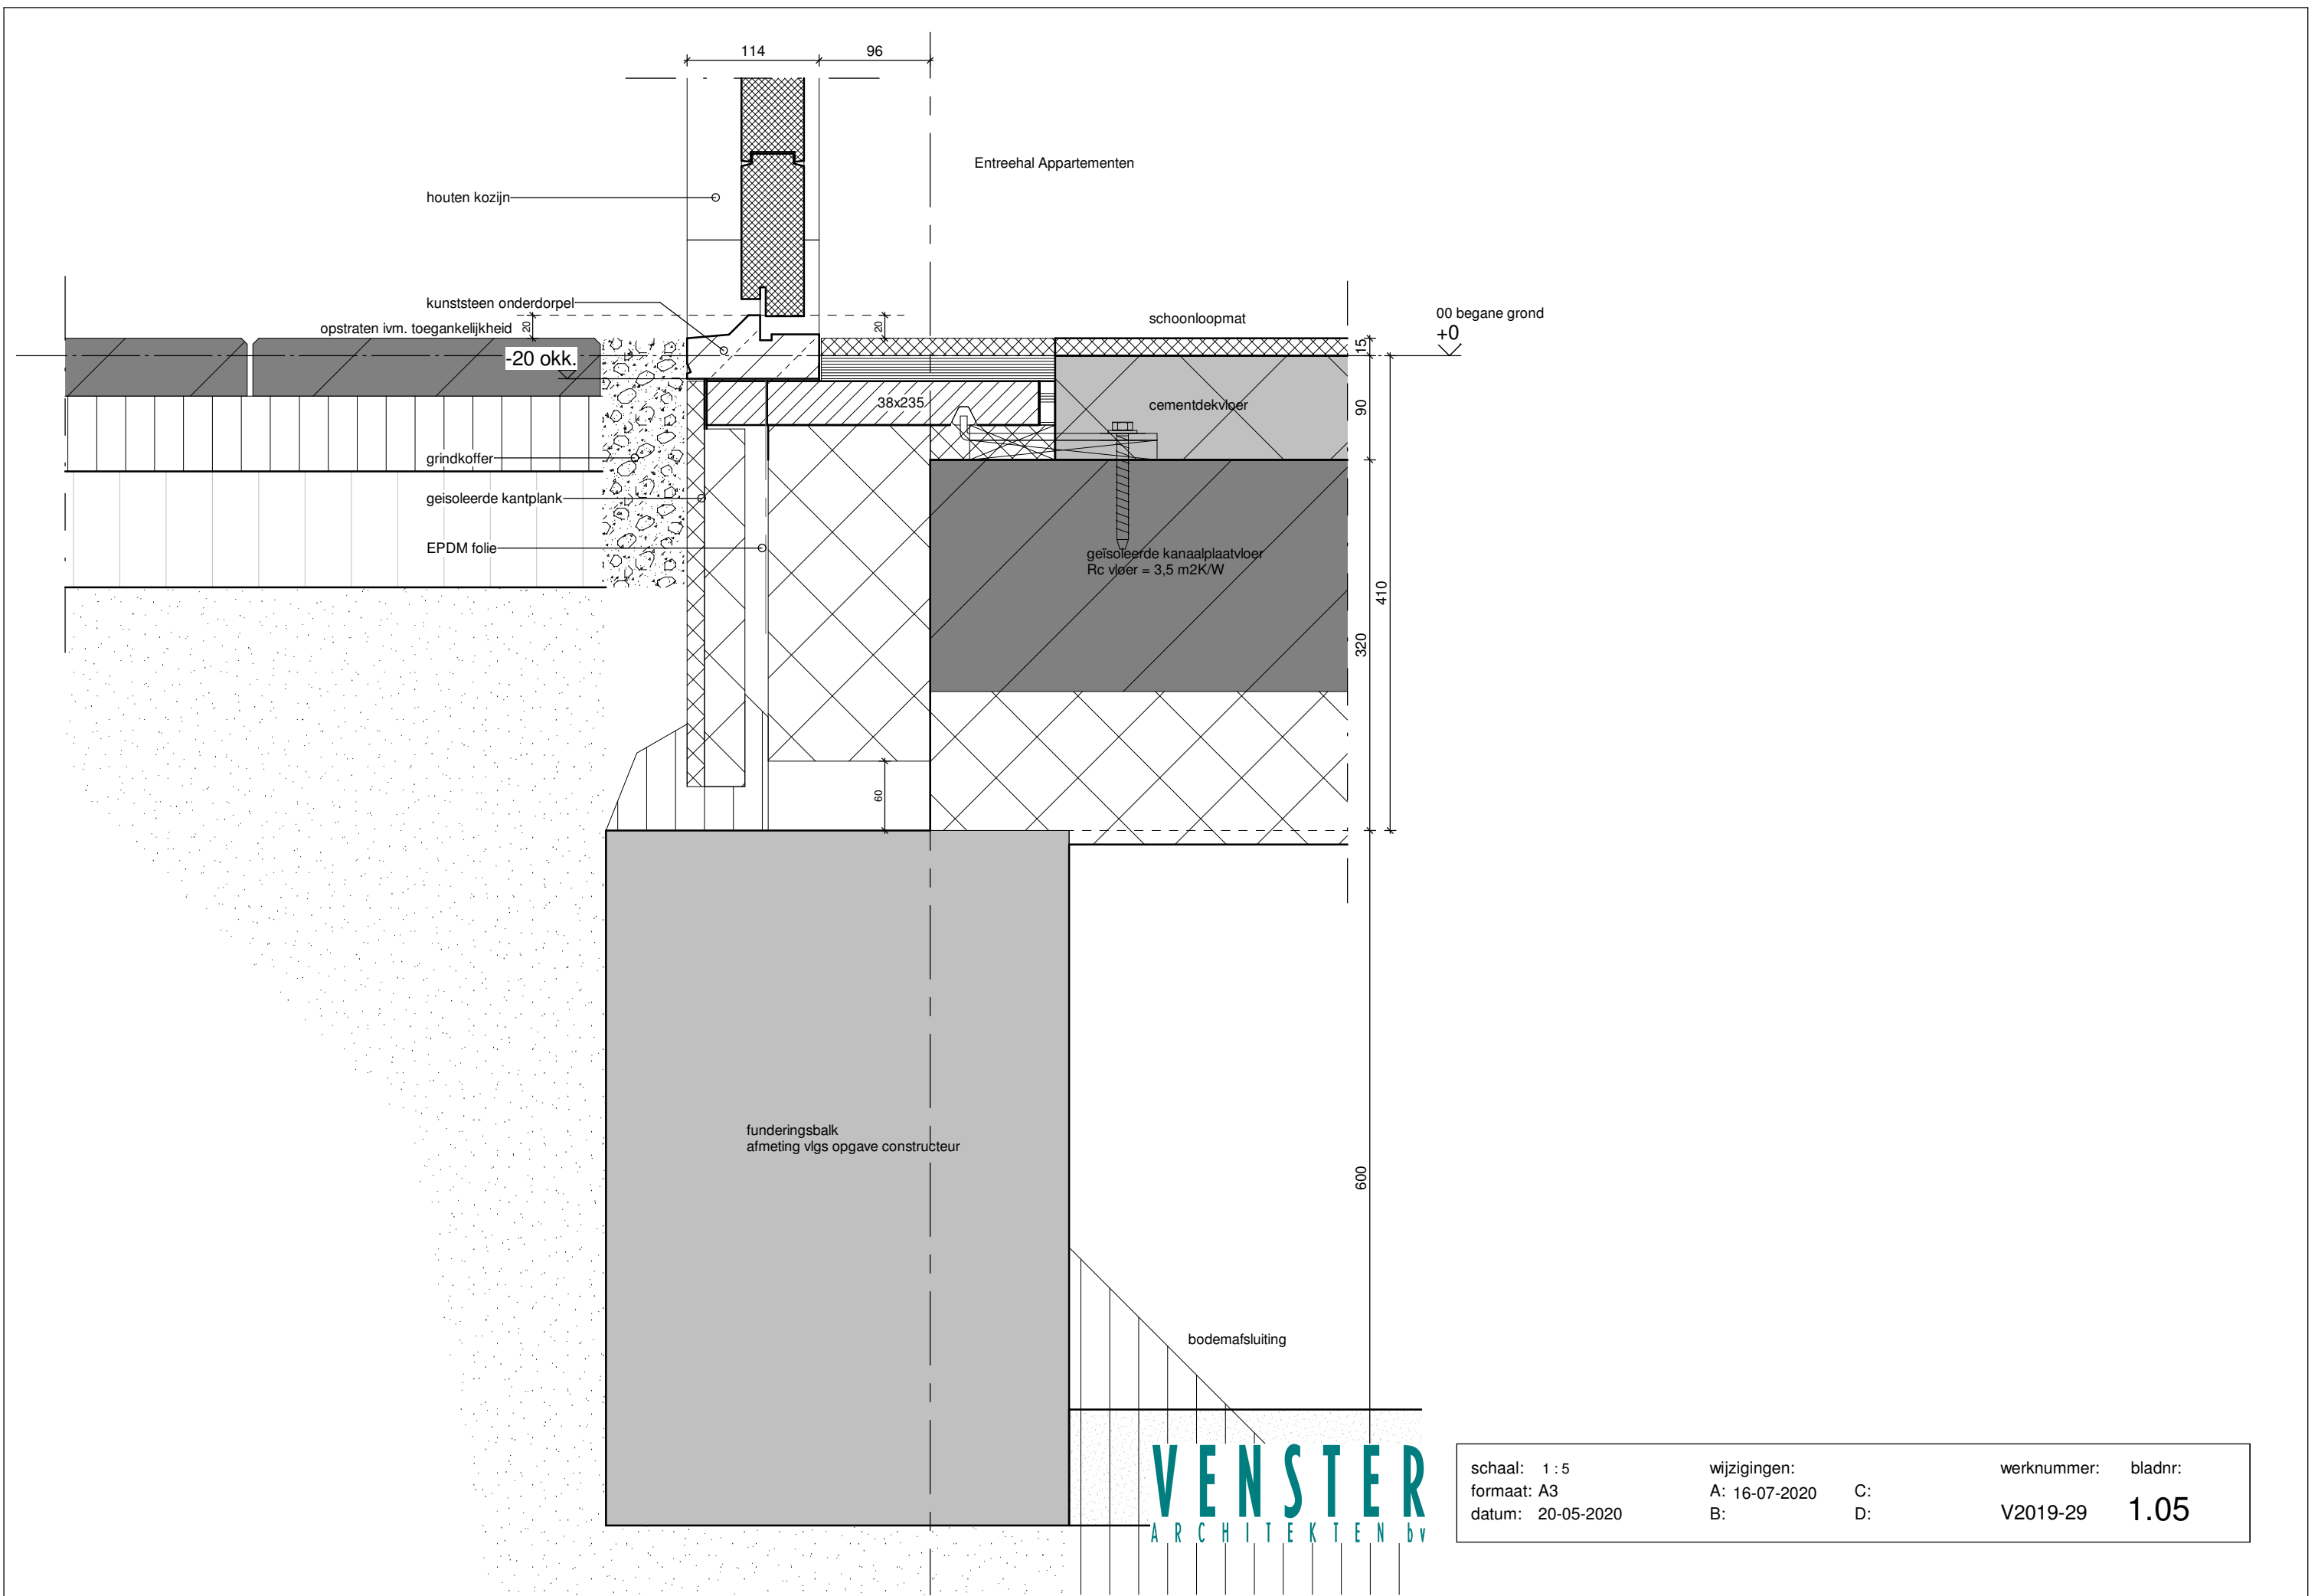 114
96
Entreehal Appartementen
houten kozijn
kunststeen onderdorpel
opstraten ivm. toegankelijkheid
20
20
schoonloopmat
00 begane grond
+0
15
-20 okk.
38x235
cementdekvloer
90
grindkoffer
geisoleerde kantplank
EPDM folie
geïsoleerde kanaalplaatvloer
Rc vloer = 3,5 m2K/W
410
320
60
funderingsbalk
afmeting vlgs opgave constructeur
600
bodemafsluiting
VENSTER
ARCHITEKTEN bv
schaal: 1 : 5
formaat: A3
datum: 20-05-2020
wijzigingen:
A: 16-07-2020
B:
C:
D:
werknummer:
V2019-29
bladnr:
1.05